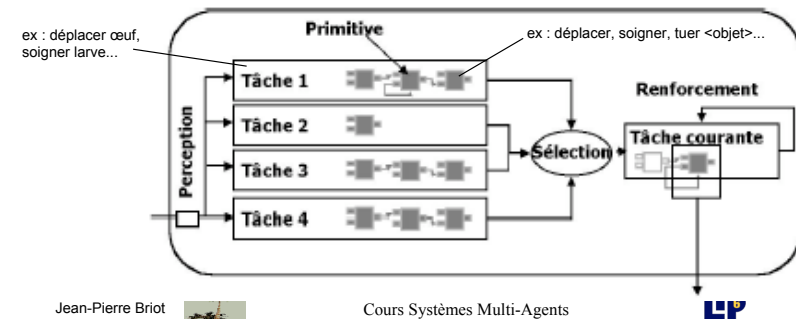 ex : déplacer œuf,
soigner larve...
Primitive
ex : déplacer, soigner, tuer <objet>...
Perception
Tâche 1
Tâche 2
Tâche 3
Tâche 4
Sélection
Renforcement
Tâche courante
Jean-Pierre Briot
Cours Systèmes Multi-Agents
LIP6